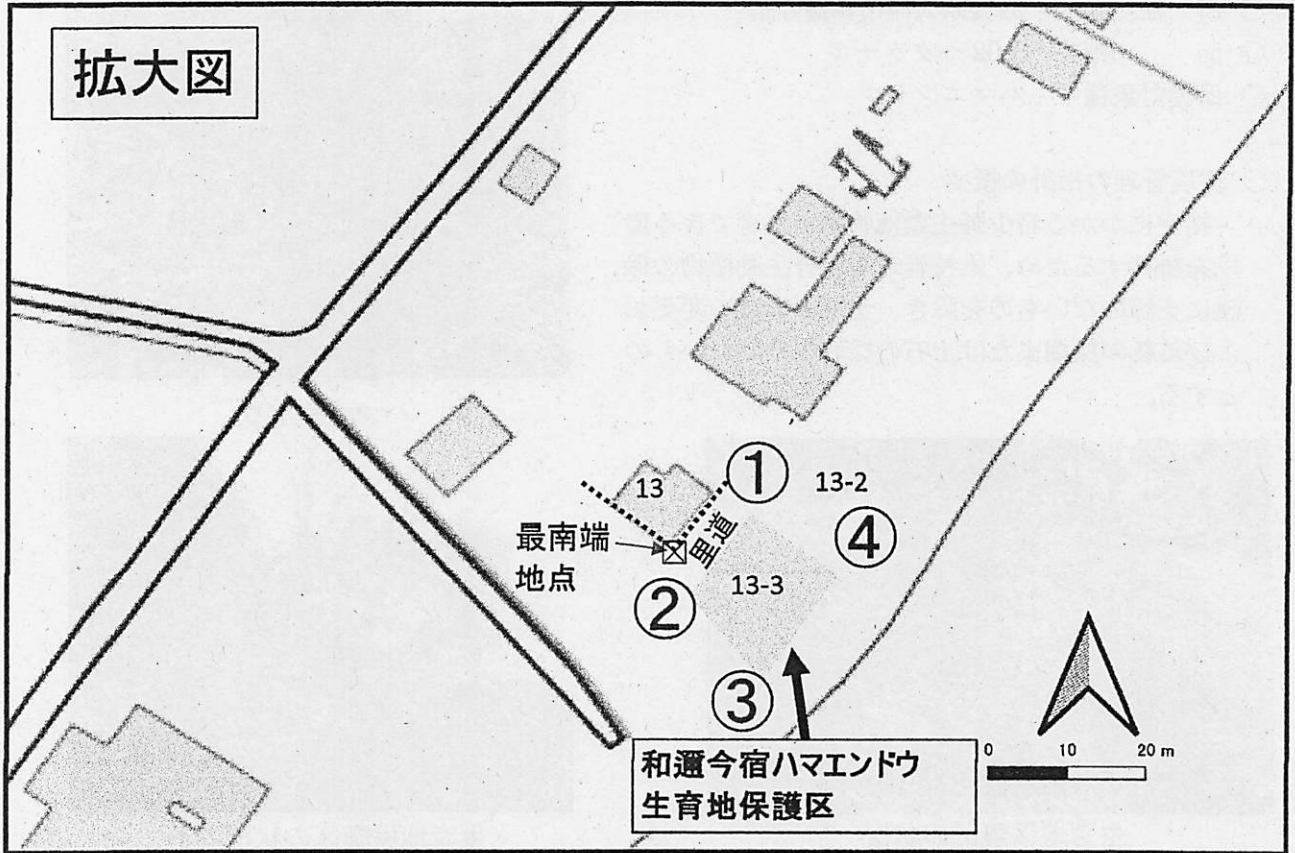 拡大図
13
①
13-2
最南端
地点
里道
④
13-3
②
③
和邇今宿ハマエンドウ
生育地保護区
0 10 20 m